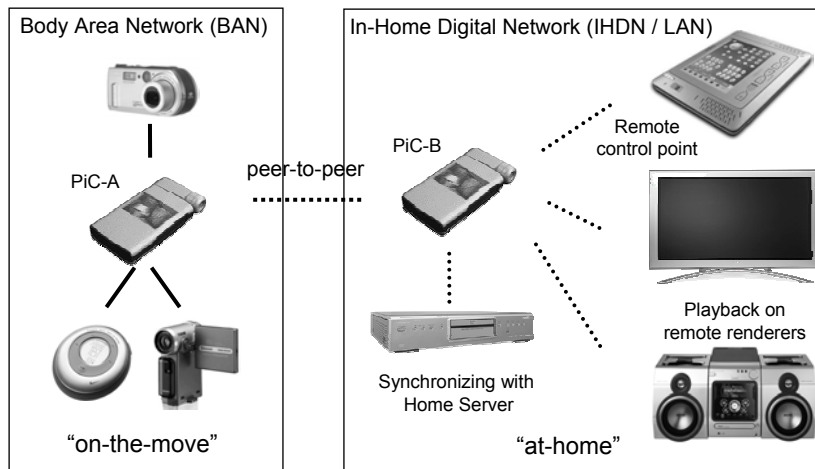 Body Area Network (BAN)
PiC-A
“on-the-move”
peer-to-peer
In-Home Digital Network (IHDN / LAN)
PiC-B
Remote
control point
Playback on
remote renderers
Synchronizing with
Home Server
“at-home”